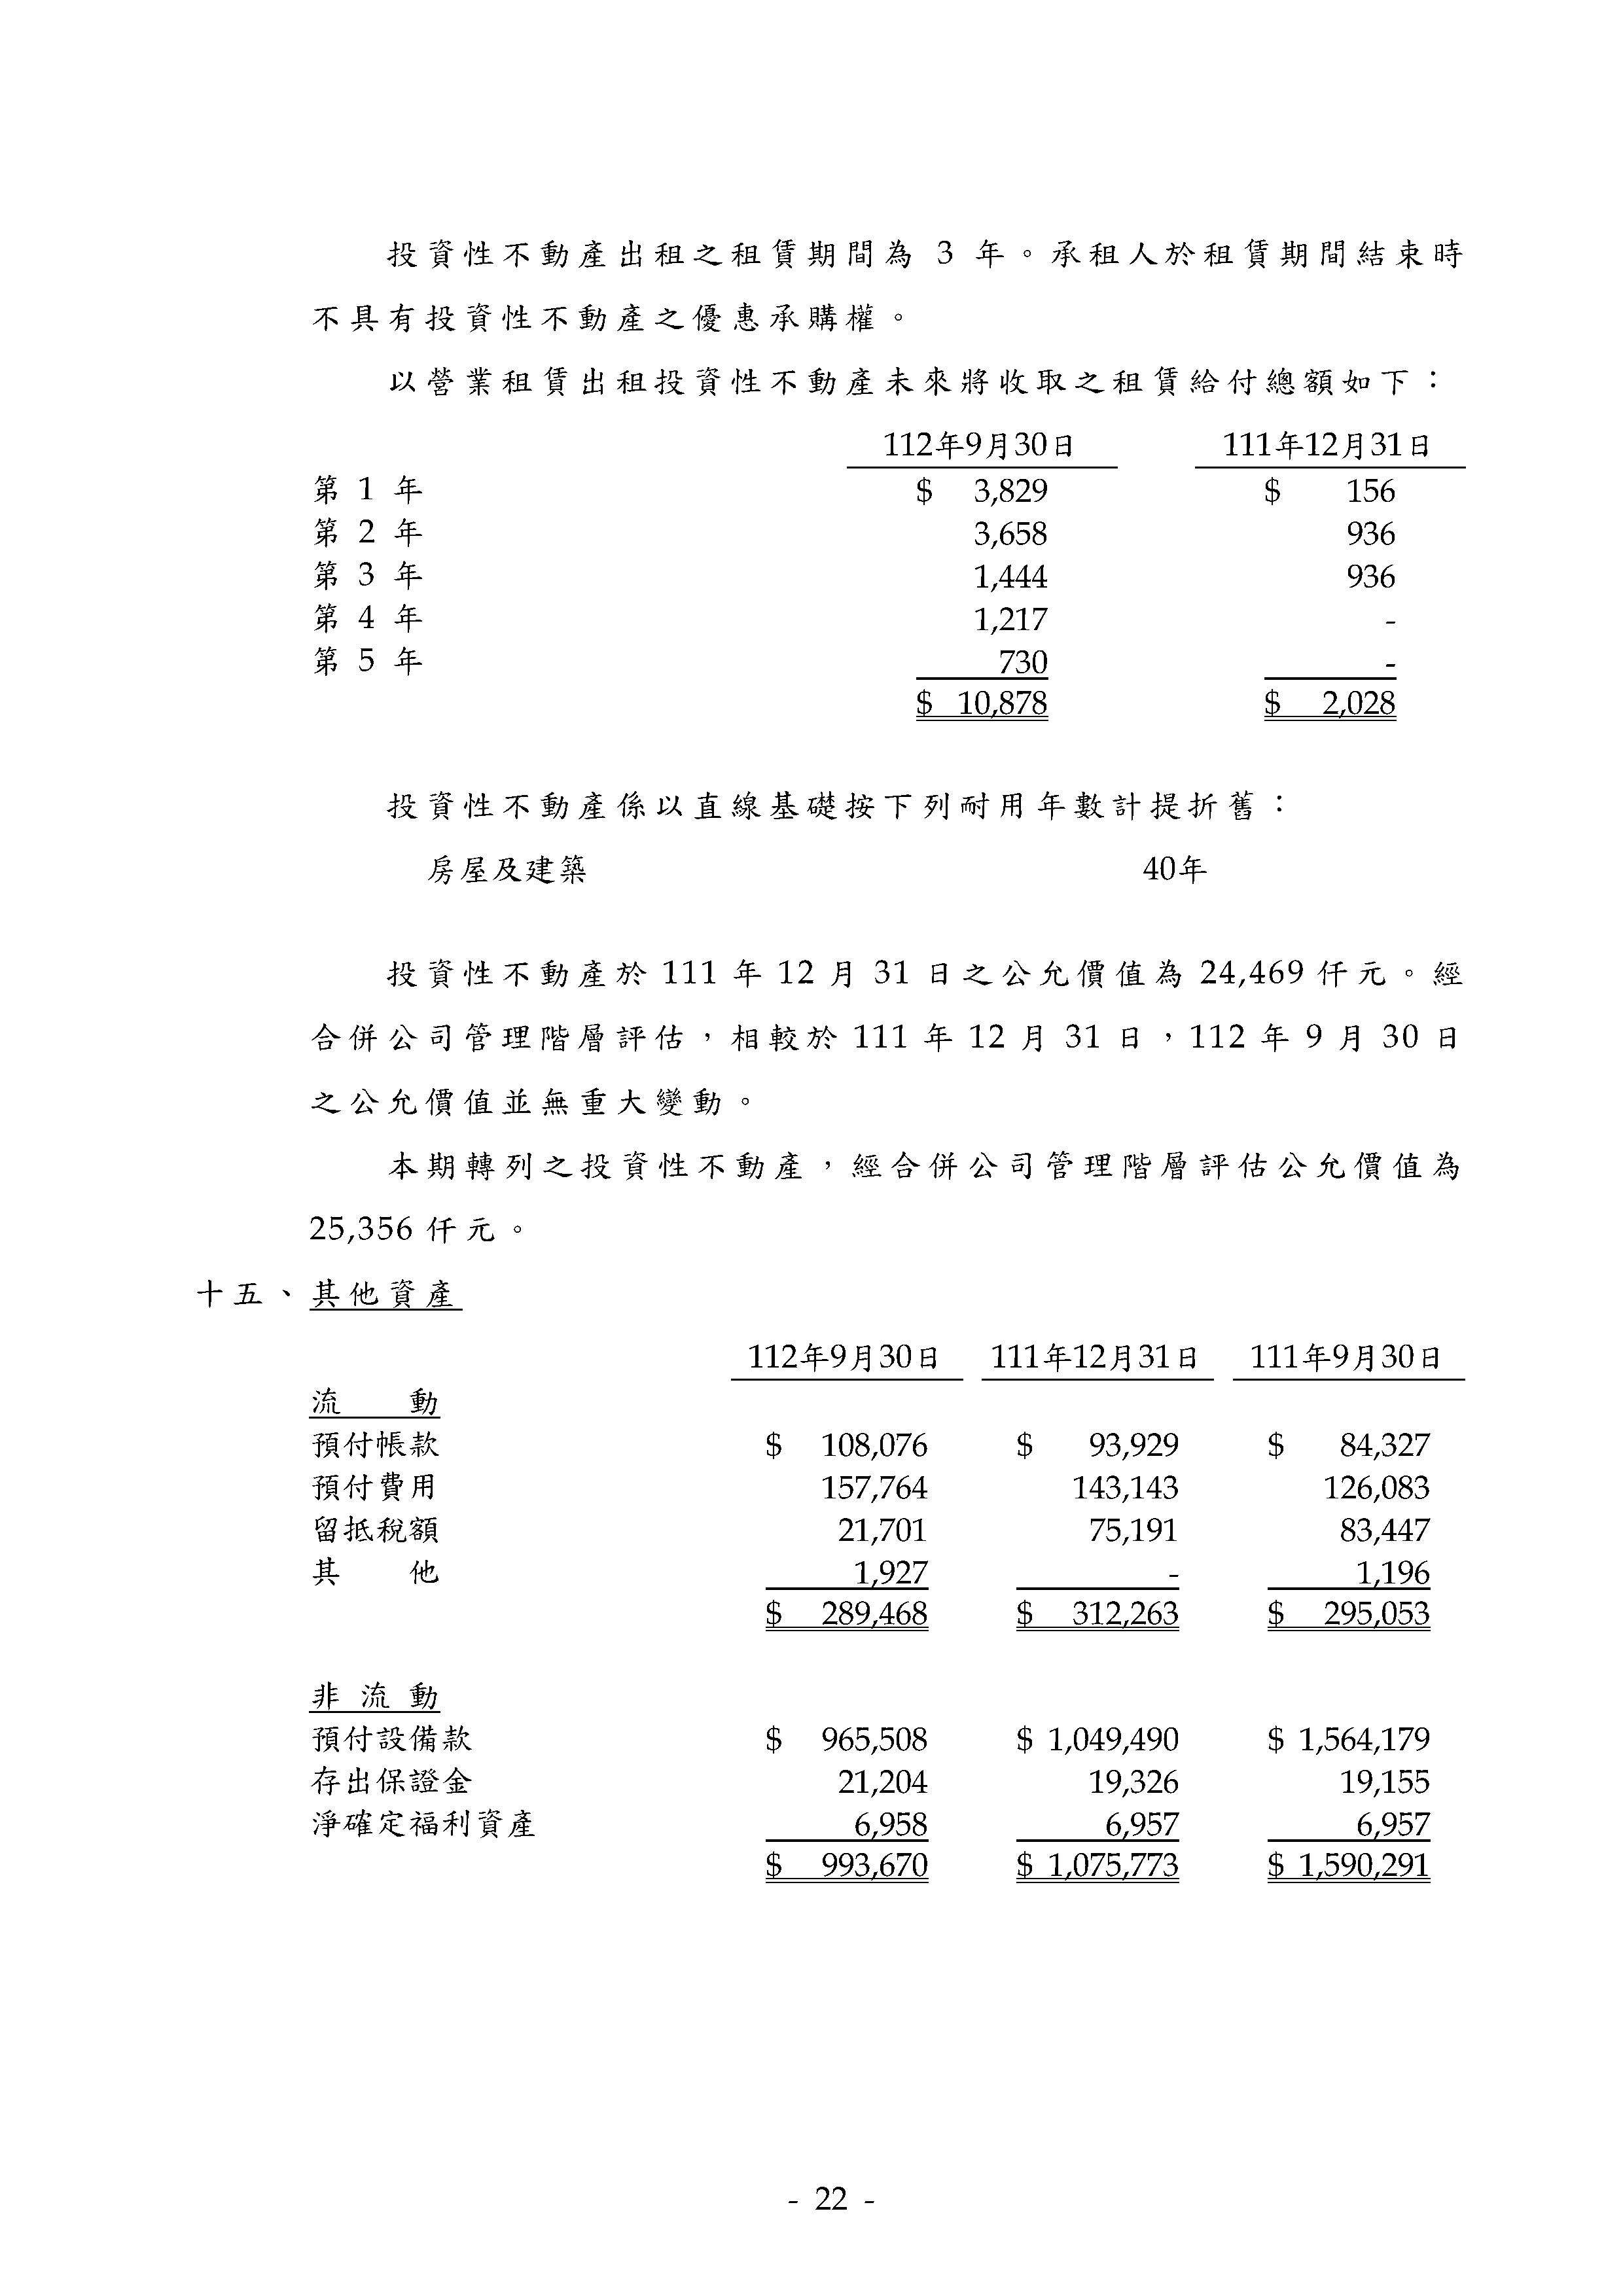 投資性不動產出租之租賃期間為 3 年。承租人於租賃期間結束時
不具有投資性不動產之優惠承購權。
以營業租賃出租投資性不動產未來將收取之租賃給付總額如下：
112年9月30日 111年12月31日
第 1 年 $ 3,829 $ 156
第 2 年 3,658 936
第 3 年 1,444 936
第 4 年 1,217 -
第 5 年 730 -
$ 10,878 $ 2,028
投資性不動產係以直線基礎按下列耐用年數計提折舊：
房屋及建築 40年
投資性不動產於 111 年 12 月 31 日之公允價值為 24,469 仟元。經
合併公司管理階層評估，相較於 111 年 12 月 31 日，112 年 9 月 30 日
之公允價值並無重大變動。
本期轉列之投資性不動產，經合併公司管理階層評估公允價值為
25,356 仟元。
十五、其他資產
112年9月30日 111年12月31日 111年9月30日
流 動
預付帳款 $ 108,076 $ 93,929 $ 84,327
預付費用 157,764 143,143 126,083
留抵稅額 21,701 75,191 83,447
其 他 1,927 - 1,196
$ 289,468 $ 312,263 $ 295,053
非 流 動
預付設備款 $ 965,508 $ 1,049,490 $ 1,564,179
存出保證金 21,204 19,326 19,155
淨確定福利資產 6,958 6,957 6,957
$ 993,670 $ 1,075,773 $ 1,590,291
- 22 -